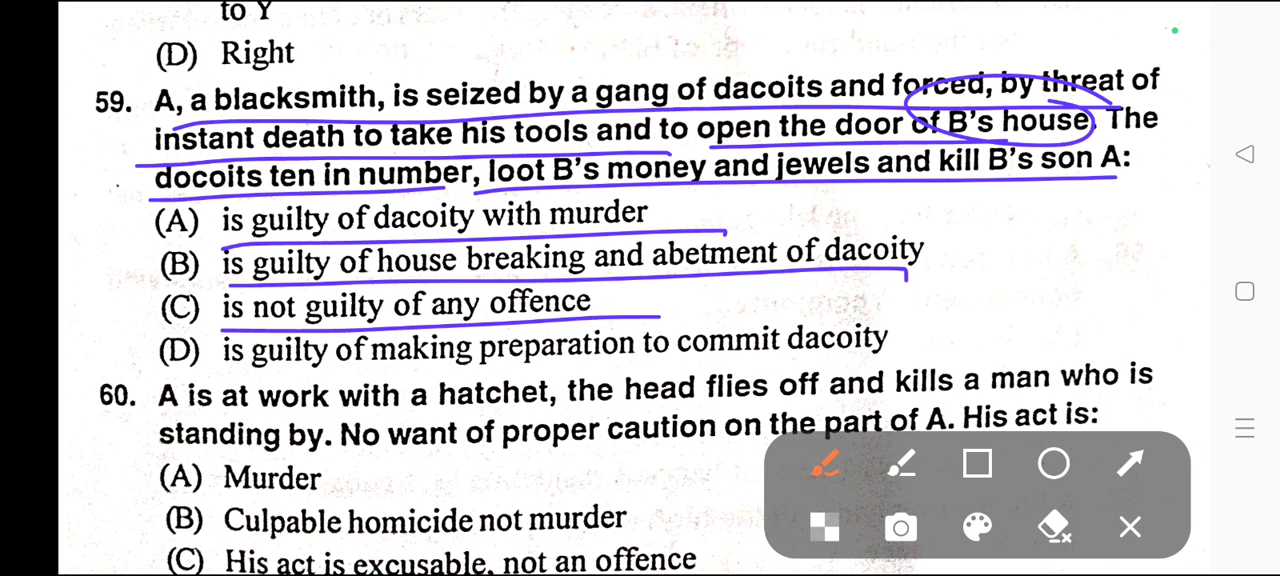 to Y
(D) Right
59. A, a blacksmith, is seized by a gang of dacoits and forced, by threat of
instant death to take his tools and to open the door of B's house. The
docoits ten in number, loot B's money and jewels and kill B's son A:
(A) is guilty of dacoity with murder
(B) is guilty of house breaking and abetment of dacoity
(C) is not guilty of any offence
(D) is guilty of making preparation to commit dacoity
60. A is at work with a hatchet, the head flies off and kills a man who is
standing by. No want of proper caution on the part of A. His act is:
(A) Murder
(B) Culpable homicide not murder
(C) His act is excusable, not an offence